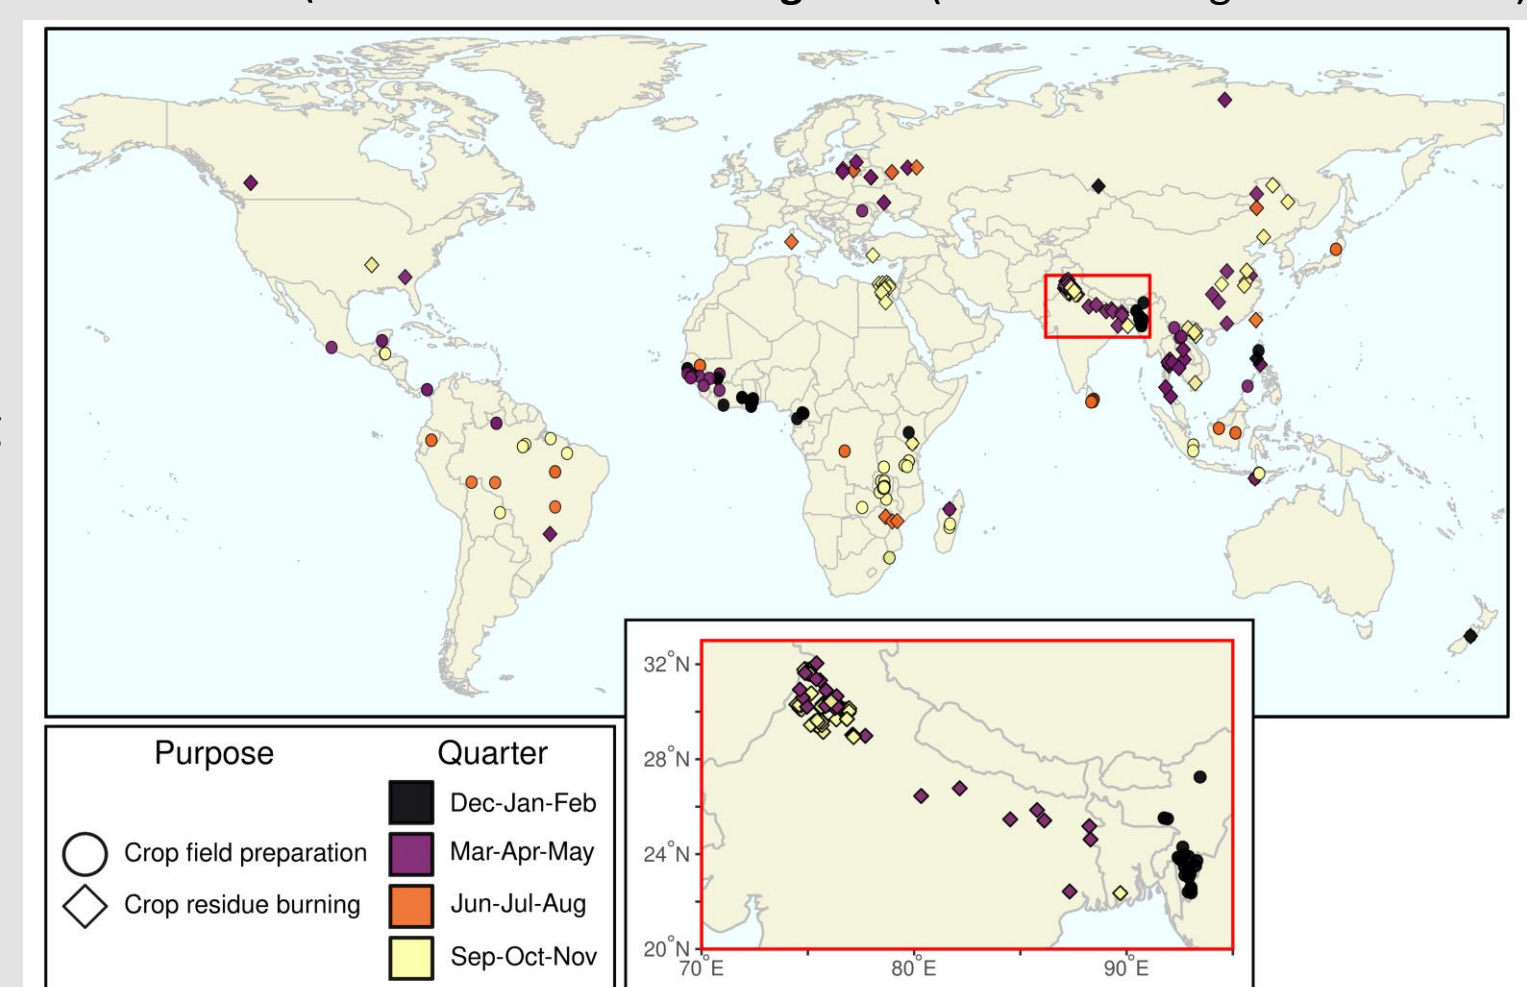 Purpose
Quarter
Crop field preparation
Crop residue burning
Dec-Jan-Feb
Mar-Apr-May
Jun-Jul-Aug
Sep-Oct-Nov
32°N
28°N
24°N
20°N
70°E
80°E
90°E